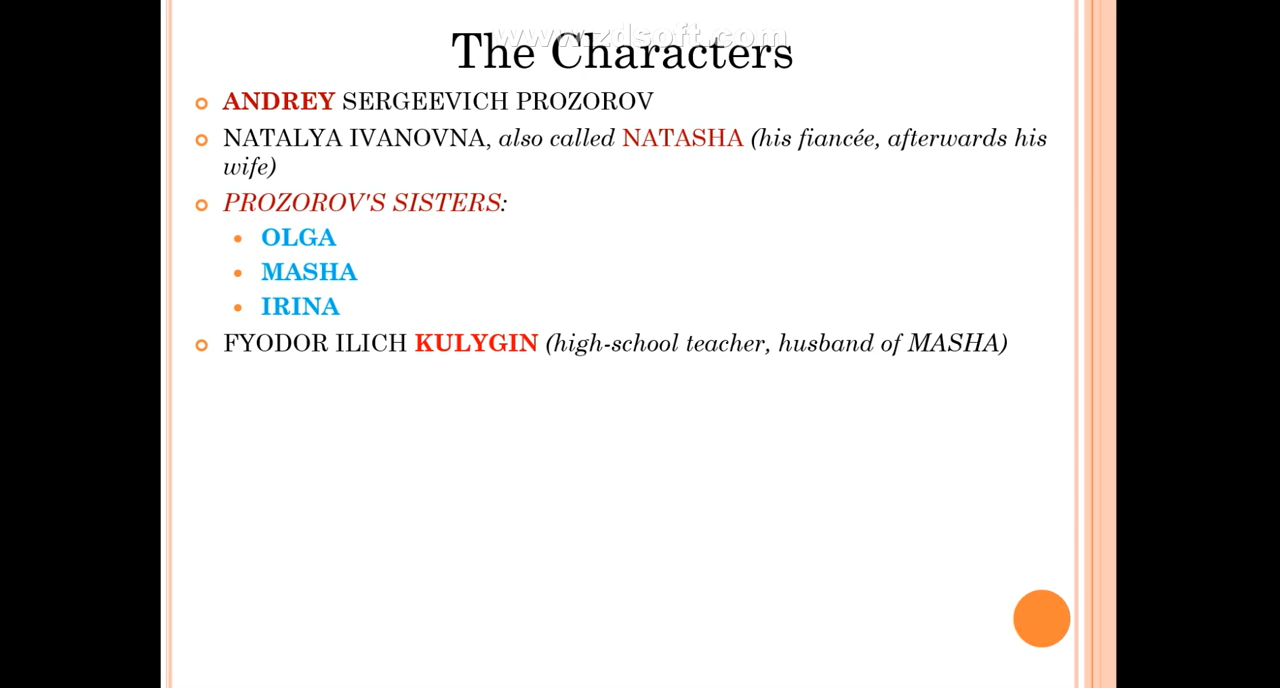 www.zdsoft.com
The Characters
ANDREY SERGEEVICH PROZOROV
NATALYA IVANOVNA, also called NATASHA (his fiancée, afterwards his
wife)
PROZOROV'S SISTERS:
OLGA
MASHA
IRINA
FYODOR ILICH KULYGIN (high-school teacher, husband of MASHA)